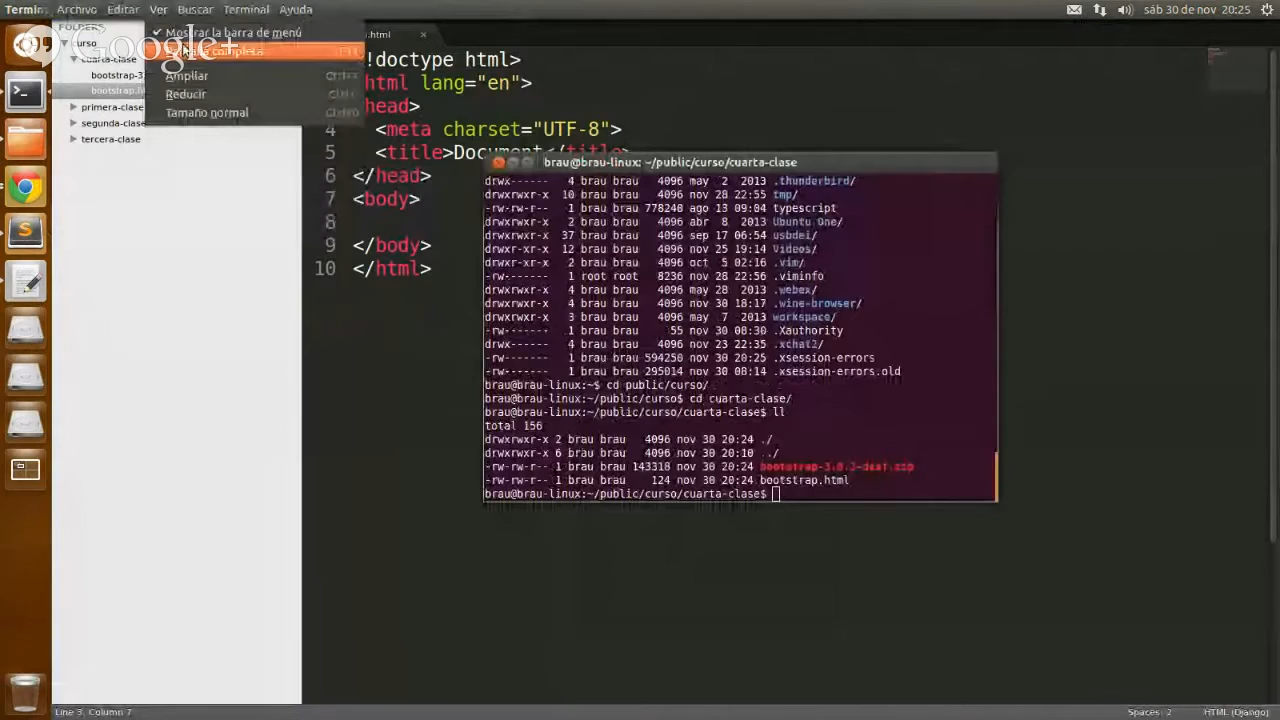 Termin Archivo Editar Ver Buscar Terminal Ayuda
sáb 30 de nov 20:25
FOLDERS
curso
cuarta-clase
bootstrap-3.
bootstrap.h
primera-clase
segunda-clase
tercera-clase
Google+
Mostrar la barra de menú
Pantalla completa
Ampliar Ctrl++
Reducir Ctrl+-
Tamaño normal Ctrl+0
.html ×
!doctype html>
html lang="en">
head>
4 <meta charset="UTF-8">
5 <title>Document</title>
6 </head>
7 <body>
8
9 </body>
10 </html>
brau@brau-linux: ~/public/curso/cuarta-clase
drwx------ 4 brau brau 4096 may 2 2013 .thunderbird/
drwxrwxr-x 10 brau brau 4096 nov 28 22:55 tmp/
-rw-rw-r-- 1 brau brau 778240 ago 13 09:04 typescript
drwxrwxr-x 2 brau brau 4096 abr 8 2013 Ubuntu One/
drwxr-xr-x 37 brau brau 4096 sep 17 06:54 usbdei/
drwxr-xr-x 12 brau brau 4096 nov 25 19:14 Videos/
drwxrwxr-x 2 brau brau 4096 oct 5 02:16 .vim/
-rw------- 1 root root 8236 nov 28 22:56 .viminfo
drwxrwxr-x 4 brau brau 4096 may 28 2013 .webex/
drwxrwxr-x 4 brau brau 4096 nov 30 18:17 .wine-browser/
drwxrwxr-x 3 brau brau 4096 may 7 2013 workspace/
-rw------- 1 brau brau 55 nov 30 08:30 .Xauthority
drwx------ 4 brau brau 4096 nov 23 22:35 .xchat2/
-rw------- 1 brau brau 594250 nov 30 20:25 .xsession-errors
-rw------- 1 brau brau 295014 nov 30 08:14 .xsession-errors.old
brau@brau-linux:~$ cd public/curso/
brau@brau-linux:~/public/curso$ cd cuarta-clase/
brau@brau-linux:~/public/curso/cuarta-clase$ ll
total 156
drwxrwxr-x 2 brau brau 4096 nov 30 20:24 ./
drwxrwxr-x 6 brau brau 4096 nov 30 20:10 ../
-rw-rw-r-- 1 brau brau 143318 nov 30 20:24
-rw-rw-r-- 1 brau brau 124 nov 30 20:24 bootstrap.html
brau@brau-linux:~/public/curso/cuarta-clase$
Line 3, Column 7
Spaces: 2 HTML (Django)